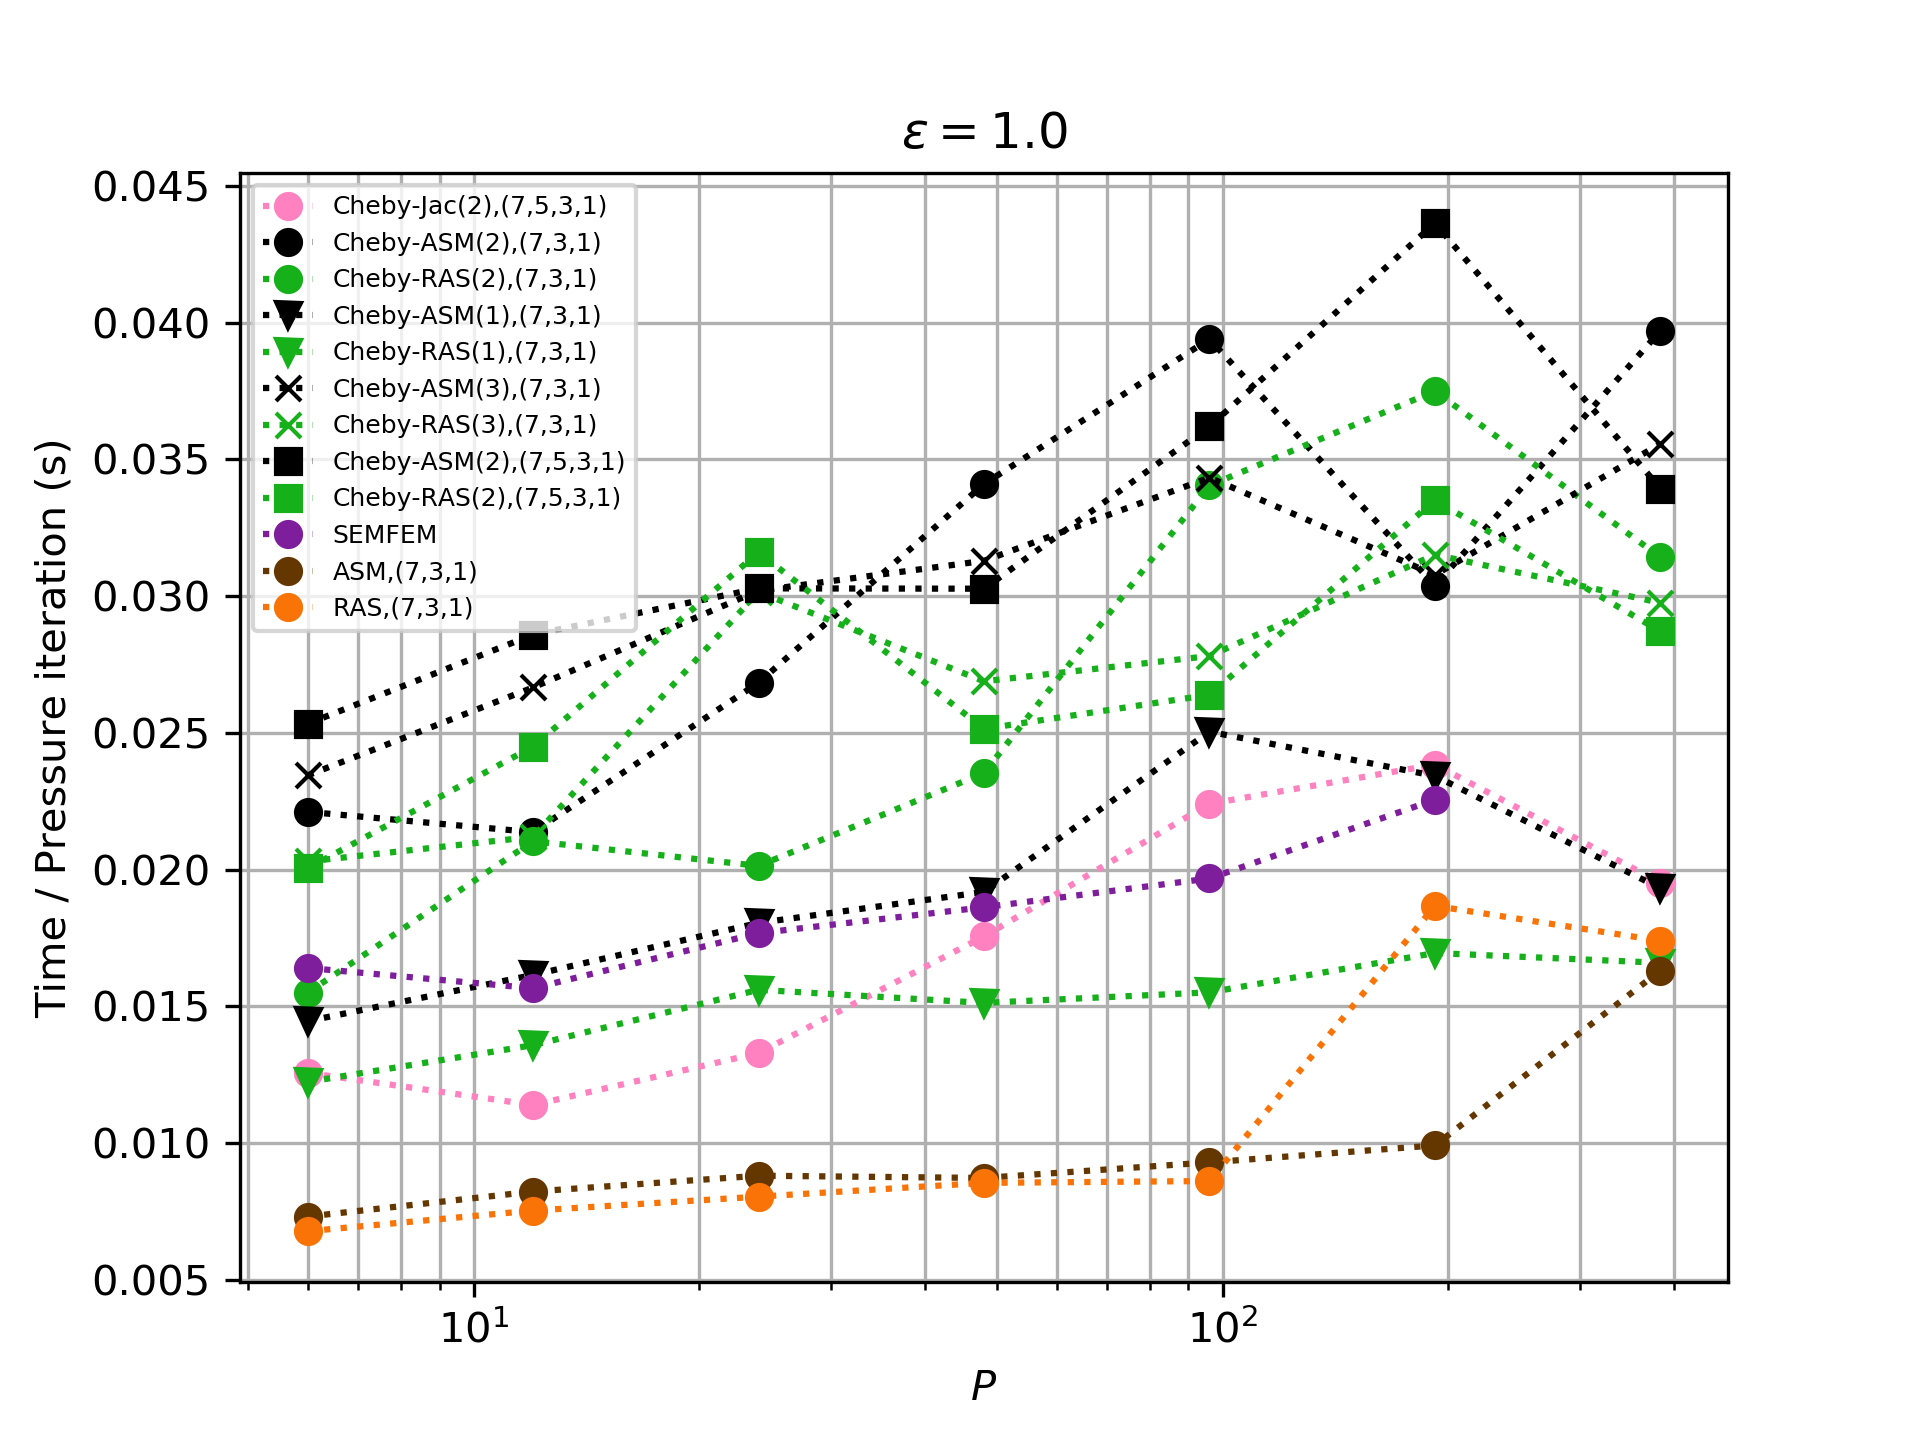 ε = 1.0
0.045
0.040
0.035
0.030
0.025
0.020
0.015
0.010
0.005
Time / Pressure iteration (s)
Cheby-Jac(2),(7,5,3,1)
Cheby-ASM(2),(7,3,1)
Cheby-RAS(2),(7,3,1)
Cheby-ASM(1),(7,3,1)
Cheby-RAS(1),(7,3,1)
Cheby-ASM(3),(7,3,1)
Cheby-RAS(3),(7,3,1)
Cheby-ASM(2),(7,5,3,1)
Cheby-RAS(2),(7,5,3,1)
SEMFEM
ASM,(7,3,1)
RAS,(7,3,1)
10¹ 10²
P